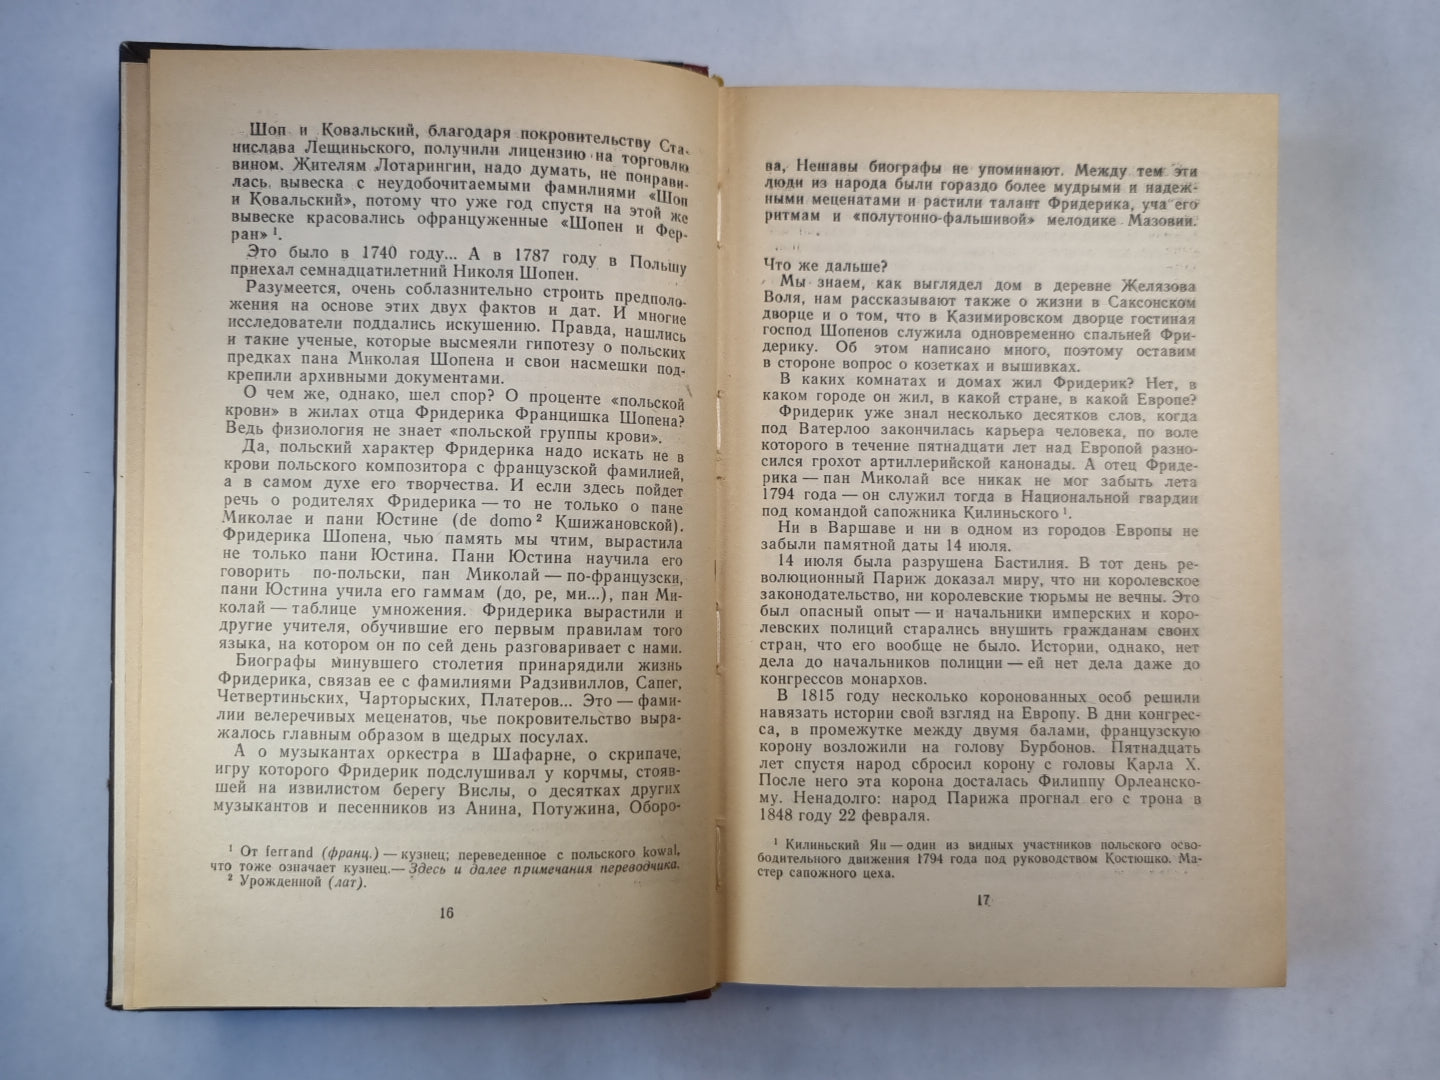 Шоп и Ковальский, благодаря покровительству Ста-
нислава Лещиньского, получили лицензию на торговлю
вином. Жителям Лотарингии, надо думать, не понрави-
лась вывеска с неудобочитаемыми фамилиями «Шоп
и Ковальский», потому что уже год спустя на этой же
вывеске красовались офранцуженные «Шопен и Фер-
ран» ¹.
Это было в 1740 году... А в 1787 году в Польшу
приехал семнадцатилетний Николя Шопен.
Разумеется, очень соблазнительно строить предполо-
жения на основе этих двух фактов и дат. И многие
исследователи поддались искушению. Правда, нашлись
и такие ученые, которые высмеяли гипотезу о польских
предках пана Миколая Шопена и свои насмешки под-
крепили архивными документами.
О чем же, однако, шел спор? О проценте «польской
крови» в жилах отца Фридерика Францишка Шопена?
Ведь физиология не знает «польской группы крови».
Да, польский характер Фридерика надо искать не в
крови польского композитора с французской фамилией,
а в самом духе его творчества. И если здесь пойдет
речь о родителях Фридерика — то не только о пане
Миколае и пани Юстине (de domo ² Кшижановской).
Фридерика Шопена, чью память мы чтим, вырастила
не только пани Юстина. Пани Юстина научила его
говорить по-польски, пан Миколай — по-французски,
пани Юстина учила его гаммам (до, ре, ми...), пан Ми-
колай — таблице умножения. Фридерика вырастили и
другие учителя, обучившие его первым правилам того
языка, на котором он по сей день разговаривает с нами.
Биографы минувшего столетия принарядили жизнь
Фридерика, связав ее с фамилиями Радзивиллов, Сапег,
Четвертиньских, Чарторыских, Платеров... Это — фами-
лии велеречивых меценатов, чье покровительство выра-
жалось главным образом в щедрых посулах.
А о музыкантах оркестра в Шафарне, о скрипаче,
игру которого Фридерик подслушивал у корчмы, стояв-
шей на извилистом берегу Вислы, о десятках других
музыкантов и песенников из Анина, Потужина, Оборо-
¹ От ferrand (франц.) — кузнец; переведенное с польского kowal,
что тоже означает кузнец.— Здесь и далее примечания переводчика.
² Урожденной (лат).
16
ва, Нешавы биографы не упоминают. Между тем эти
люди из народа были гораздо более мудрыми и надеж-
ными меценатами и растили талант Фридерика, уча его
ритмам и «полутонно-фальшивой» мелодике Мазовии.
Что же дальше?
Мы знаем, как выглядел дом в деревне Желязова
Воля, нам рассказывают также о жизни в Саксонском
дворце и о том, что в Казимировском дворце гостиная
господ Шопенов служила одновременно спальней Фри-
дерику. Об этом написано много, поэтому оставим
в стороне вопрос о козетках и вышивках.
В каких комнатах и домах жил Фридерик? Нет, в
каком городе он жил, в какой стране, в какой Европе?
Фридерик уже знал несколько десятков слов, когда
под Ватерлоо закончилась карьера человека, по воле
которого в течение пятнадцати лет над Европой разно-
сился грохот артиллерийской канонады. А отец Фриде-
рика — пан Миколай все никак не мог забыть лета
1794 года — он служил тогда в Национальной гвардии
под командой сапожника Килиньского ¹.
Ни в Варшаве и ни в одном из городов Европы не
забыли памятной даты 14 июля.
14 июля была разрушена Бастилия. В тот день ре-
волюционный Париж доказал миру, что ни королевское
законодательство, ни королевские тюрьмы не вечны. Это
был опасный опыт — и начальники имперских и коро-
левских полиций старались внушить гражданам своих
стран, что его вообще не было. Истории, однако, нет
дела до начальников полиции — ей нет дела даже до
конгрессов монархов.
В 1815 году несколько коронованных особ решили
навязать истории свой взгляд на Европу. В дни конгрес-
са, в промежутке между двумя балами, французскую
корону возложили на голову Бурбонов. Пятнадцать
лет спустя народ сбросил корону с головы Карла X.
После него эта корона досталась Филиппу Орлеанско-
му. Ненадолго: народ Парижа прогнал его с трона в
1848 году 22 февраля.
¹ Килиньский Ян — один из видных участников польского осво-
бодительного движения 1794 года под руководством Костюшко. Ма-
стер сапожного цеха.
17